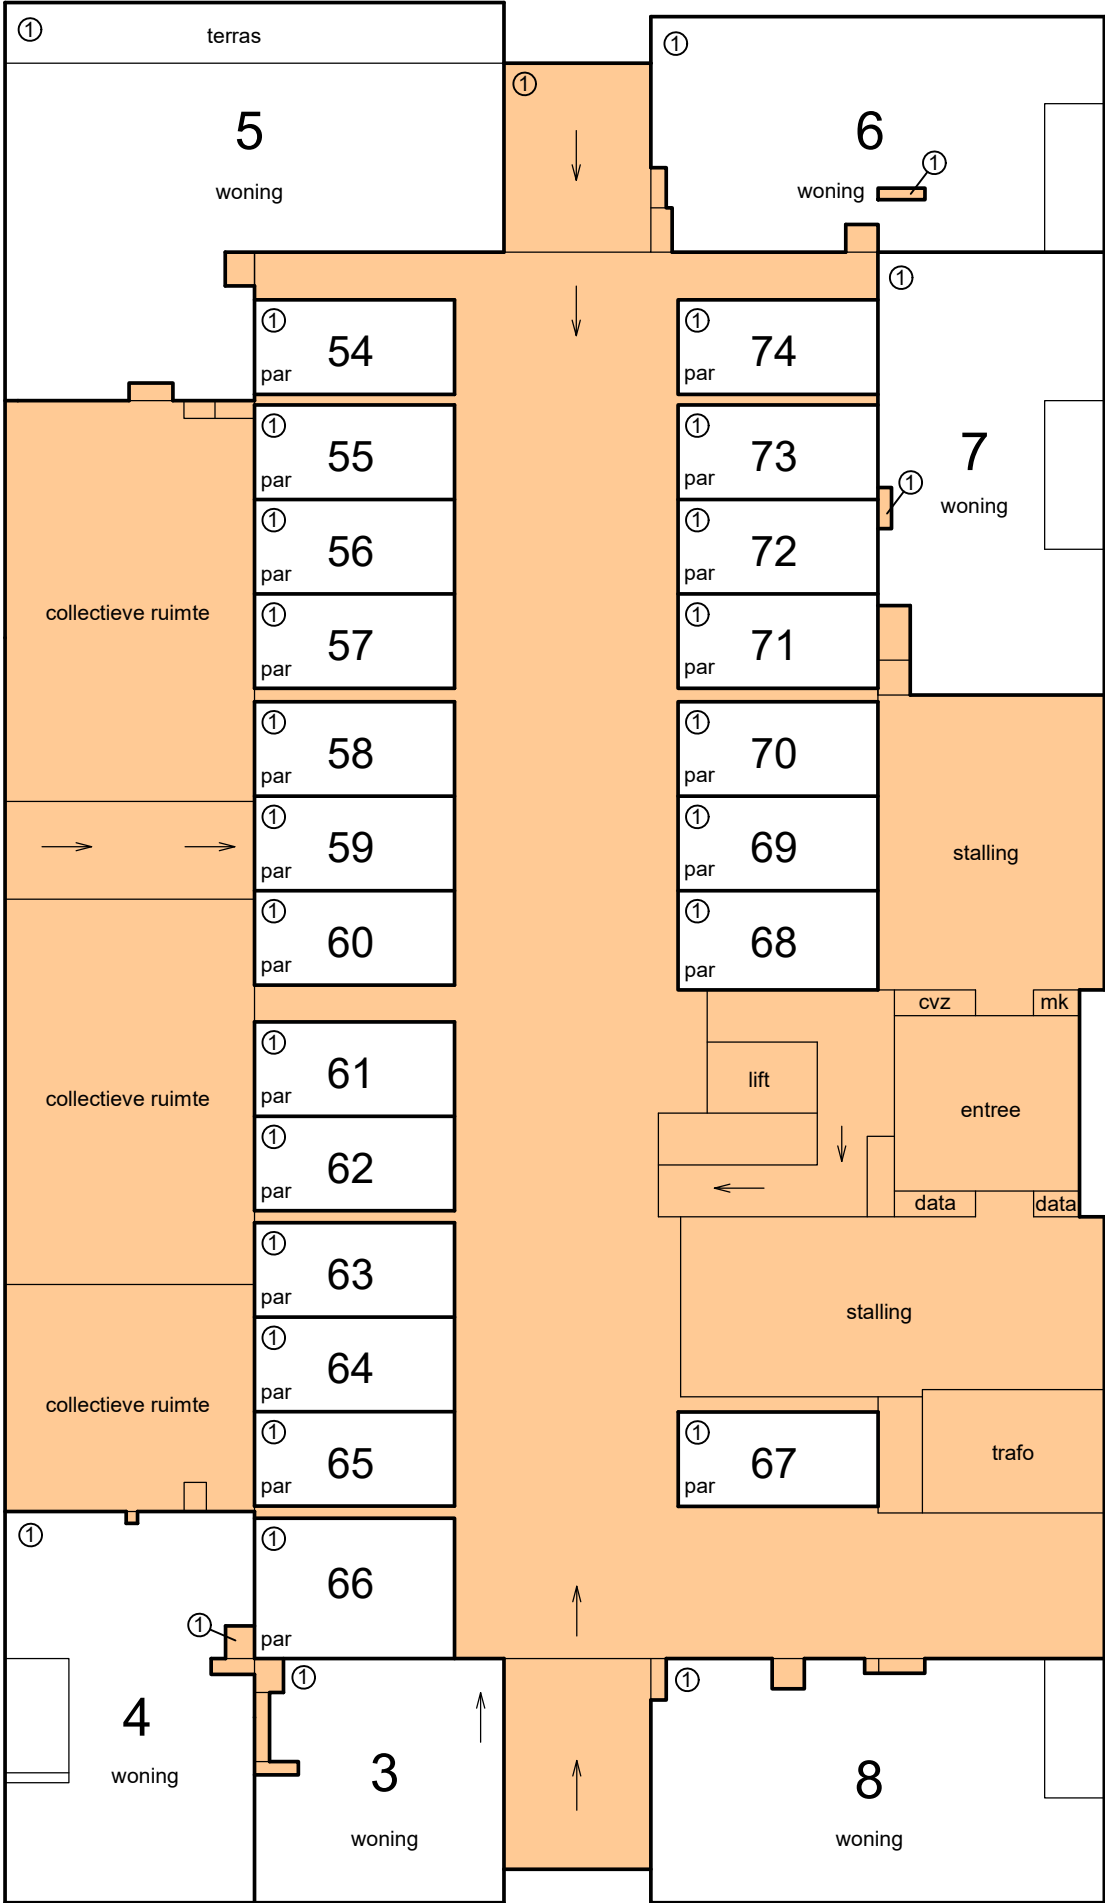 ① terras
①
①
5
6
①
woning
woning
①
①
54
par
①
74
par
①
55
par
①
73
par
7
①
woning
①
56
par
①
72
par
collectieve ruimte
①
57
par
①
71
par
①
58
par
①
70
par
①
59
par
①
69
par
stalling
①
60
par
①
68
par
cvz
mk
①
61
par
lift
collectieve ruimte
entree
①
62
par
data
data
①
63
par
stalling
①
64
par
collectieve ruimte
①
65
par
①
67
par
trafo
①
①
66
par
①
①
①
4
woning
3
woning
8
woning